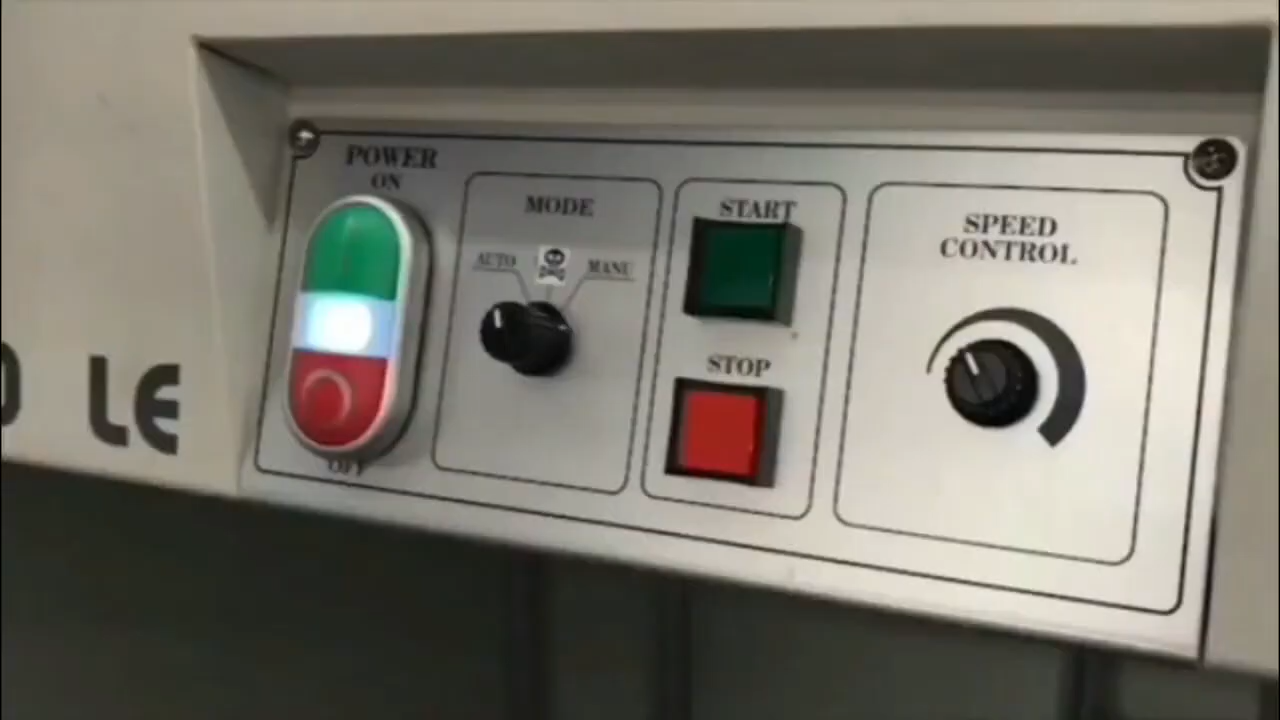 POWER
ON
OFF
MODE
AUTO
MANU
START
STOP
SPEED
CONTROL
LE